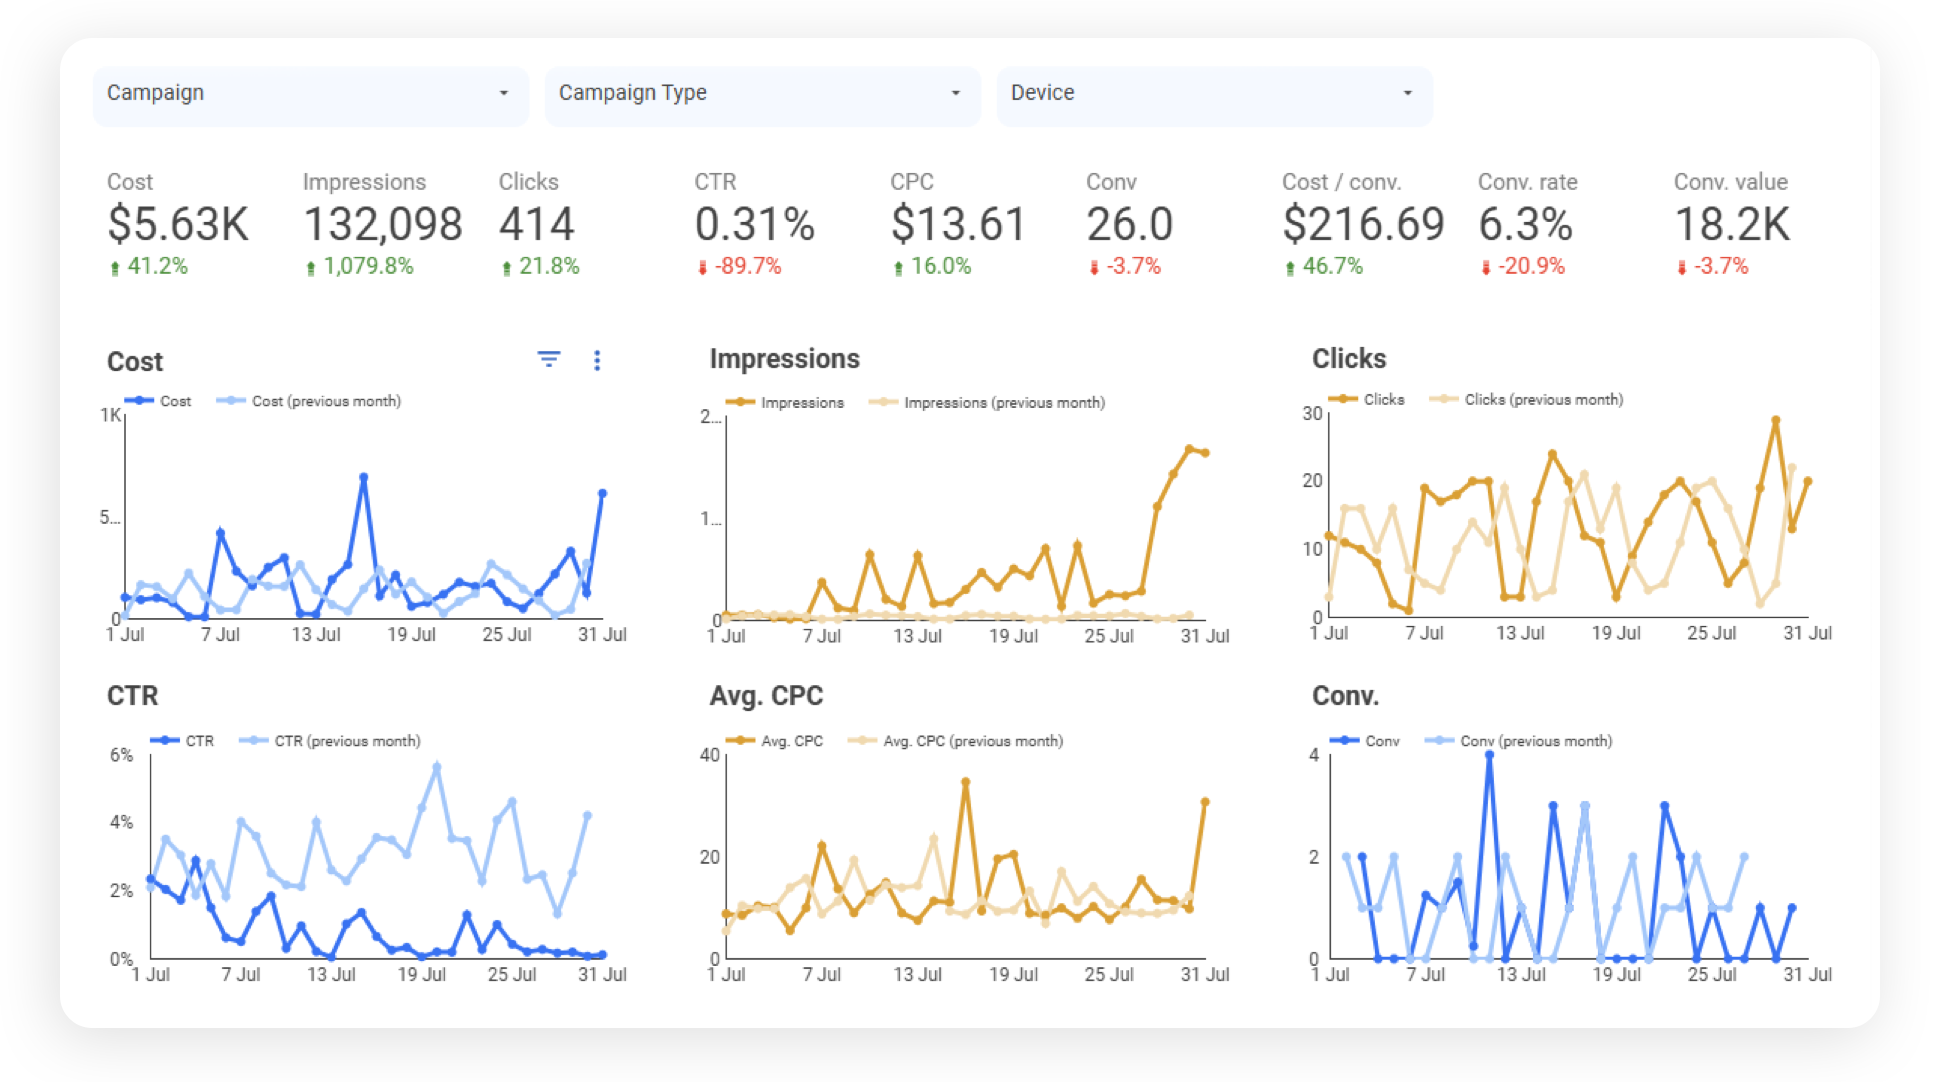 Campaign
Campaign Type
Device
Cost
Impressions
Clicks
CTR
CPC
Conv
Cost / conv.
Conv. rate
Conv. value
$5.63K
132,098
414
0.31%
$13.61
26.0
$216.69
6.3%
18.2K
41.2%
1,079.8%
21.8%
-89.7%
16.0%
-3.7%
46.7%
-20.9%
-3.7%
Cost
Cost
Cost (previous month)
1K
5...
0
1 Jul
7 Jul
13 Jul
19 Jul
25 Jul
31 Jul
Impressions
Impressions
Impressions (previous month)
2...
1...
0
1 Jul
7 Jul
13 Jul
19 Jul
25 Jul
31 Jul
Clicks
Clicks
Clicks (previous month)
30
20
10
0
1 Jul
7 Jul
13 Jul
19 Jul
25 Jul
31 Jul
CTR
CTR
CTR (previous month)
6%
4%
2%
0%
1 Jul
7 Jul
13 Jul
19 Jul
25 Jul
31 Jul
Avg. CPC
Avg. CPC
Avg. CPC (previous month)
40
20
0
1 Jul
7 Jul
13 Jul
19 Jul
25 Jul
31 Jul
Conv.
Conv
Conv (previous month)
4
2
0
1 Jul
7 Jul
13 Jul
19 Jul
25 Jul
31 Jul